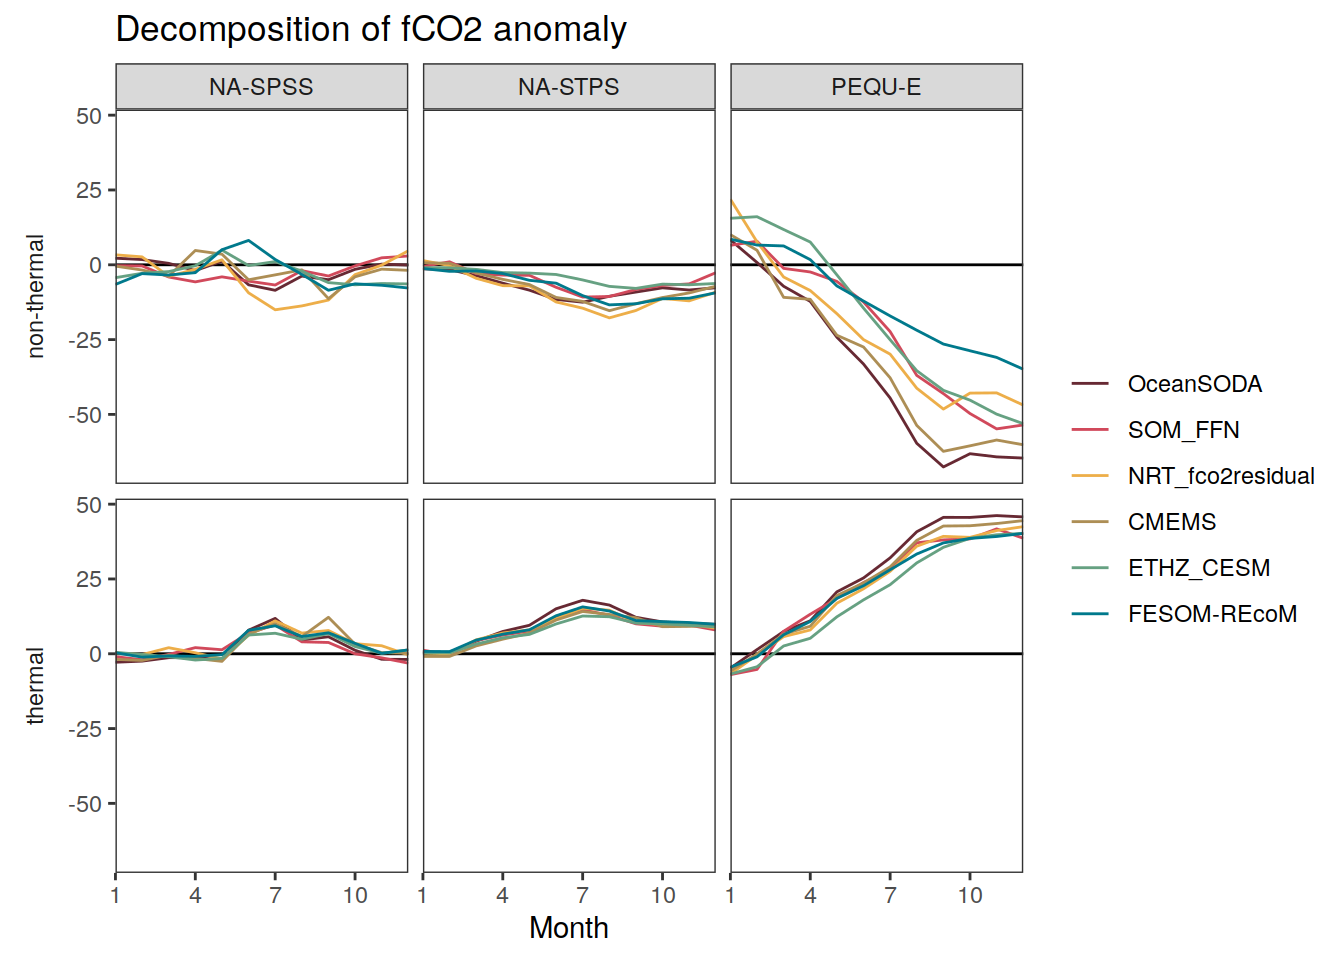 Decomposition of fCO2 anomaly
NA-SPSS
NA-STPS
PEQU-E
50
25
0
-25
-50
non-thermal
50
25
0
-25
-50
thermal
1 4 7 10
1 4 7 10
1 4 7 10
Month
OceanSODA
SOM_FFN
NRT_fco2residual
CMEMS
ETHZ_CESM
FESOM-REcoM